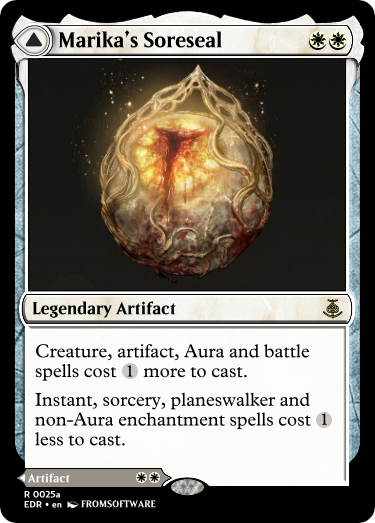 Marika's Soreseal
Legendary Artifact
Creature, artifact, Aura and battle
spells cost 1 more to cast.
Instant, sorcery, planeswalker and
non-Aura enchantment spells cost 1
less to cast.
Artifact
R 0025a
EDR • en FROMSOFTWARE